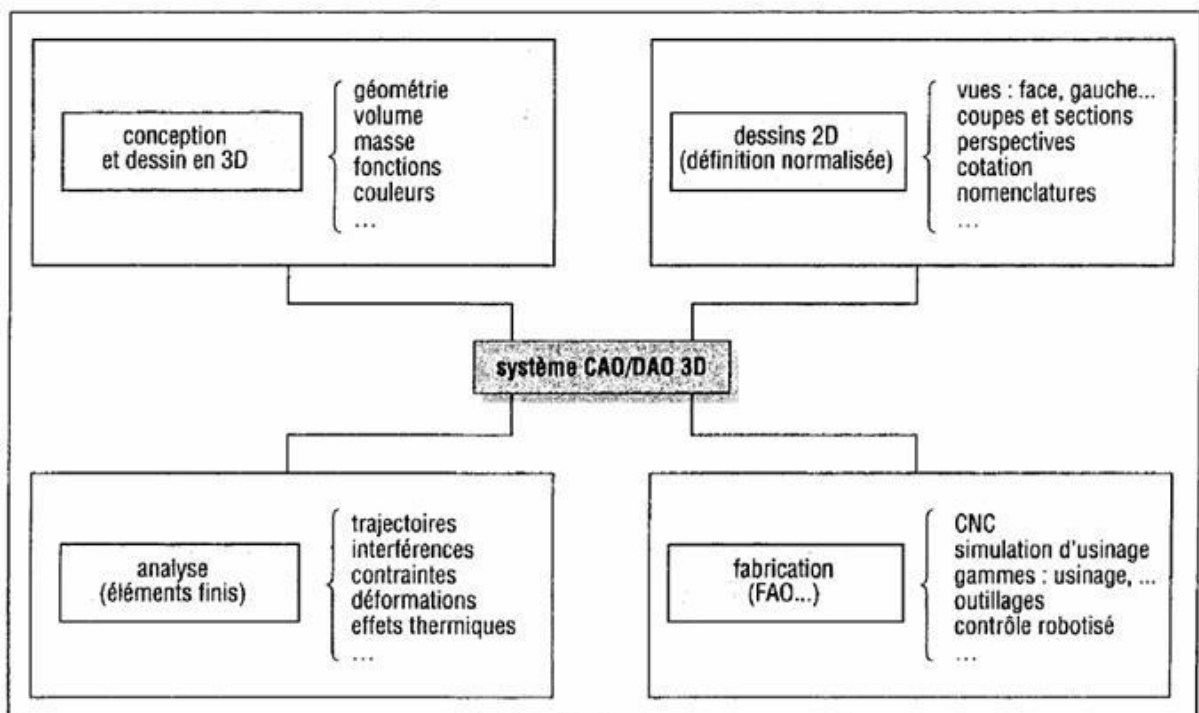 conception
et dessin en 3D
géométrie
volume
masse
fonctions
couleurs
...
dessins 2D
(définition normalisée)
vues : face, gauche...
coupes et sections
perspectives
cotation
nomenclatures
...
système CAO/DAO 3D
analyse
(éléments finis)
trajectoires
interférences
contraintes
déformations
effets thermiques
...
fabrication
(FAO...)
CNC
simulation d'usinage
gammes : usinage, ...
outillages
contrôle robotisé
...